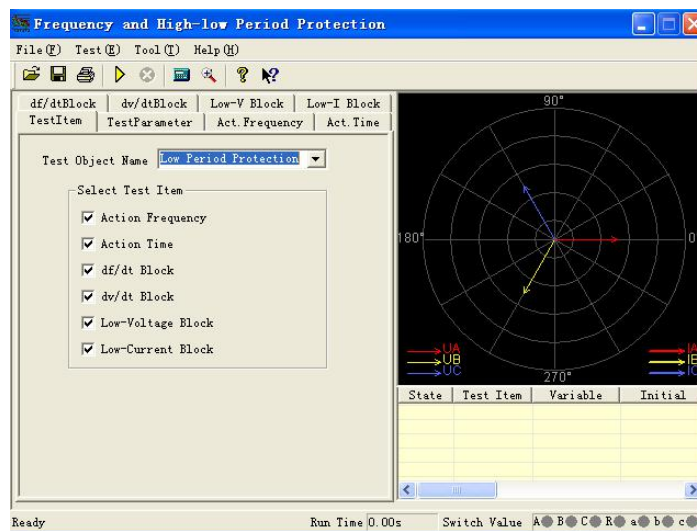 Frequency and High-low Period Protection
File(F) Test(E) Tool(T) Help(H)
df/dtBlock dv/dtBlock Low-V Block Low-I Block
TestItem TestParameter Act.Frequency Act.Time
Test Object Name Low Period Protection
Select Test Item
Action Frequency
Action Time
df/dt Block
dv/dt Block
Low-Voltage Block
Low-Current Block
90°
180°
0
270°
UA
UB
UC
IA
IB
IC
State Test Item Variable Initial
Ready Run Time 0.00s Switch Value A B C R a b c